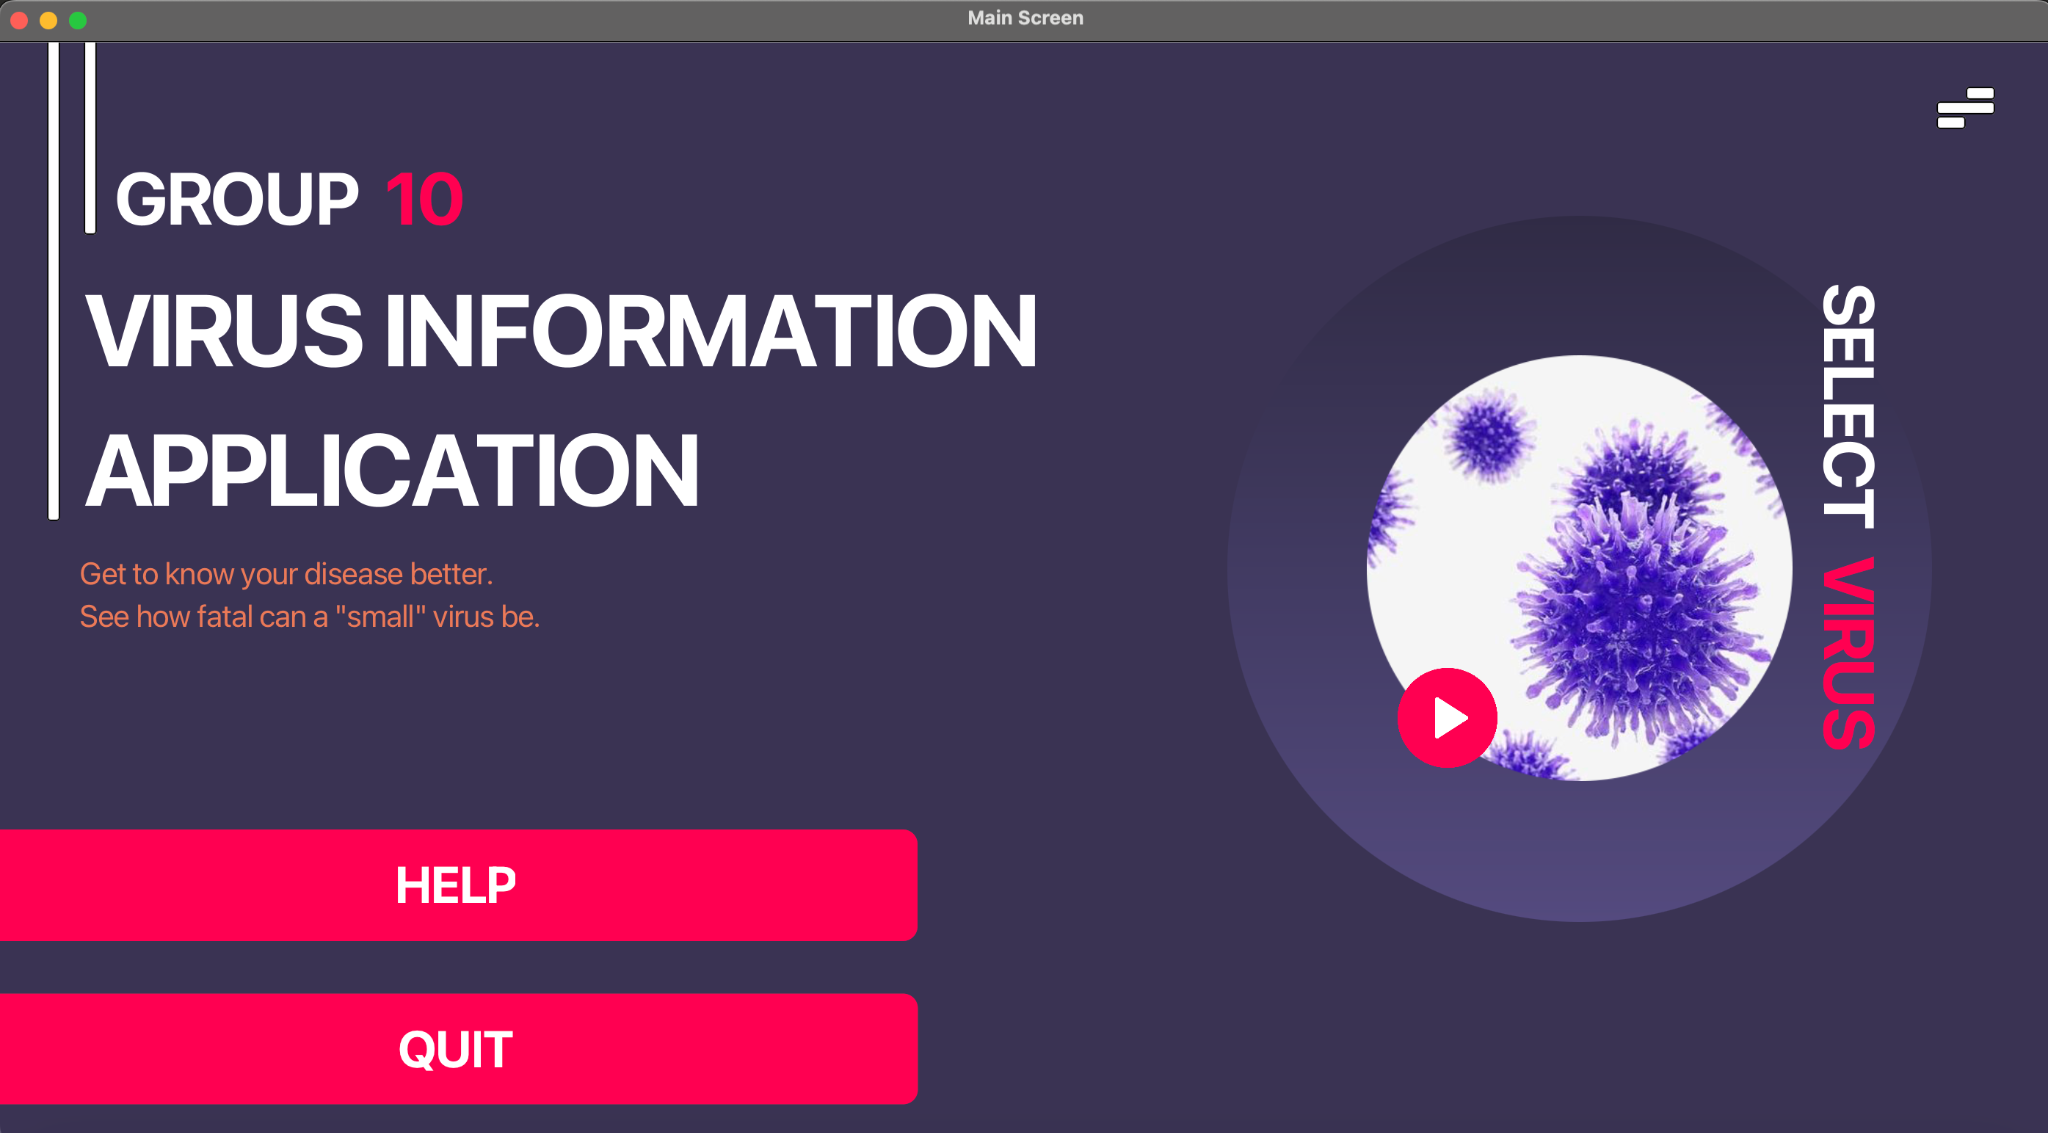 Main Screen
GROUP 10
VIRUS INFORMATION
APPLICATION
Get to know your disease better.
See how fatal can a "small" virus be.
SELECT VIRUS
HELP
QUIT